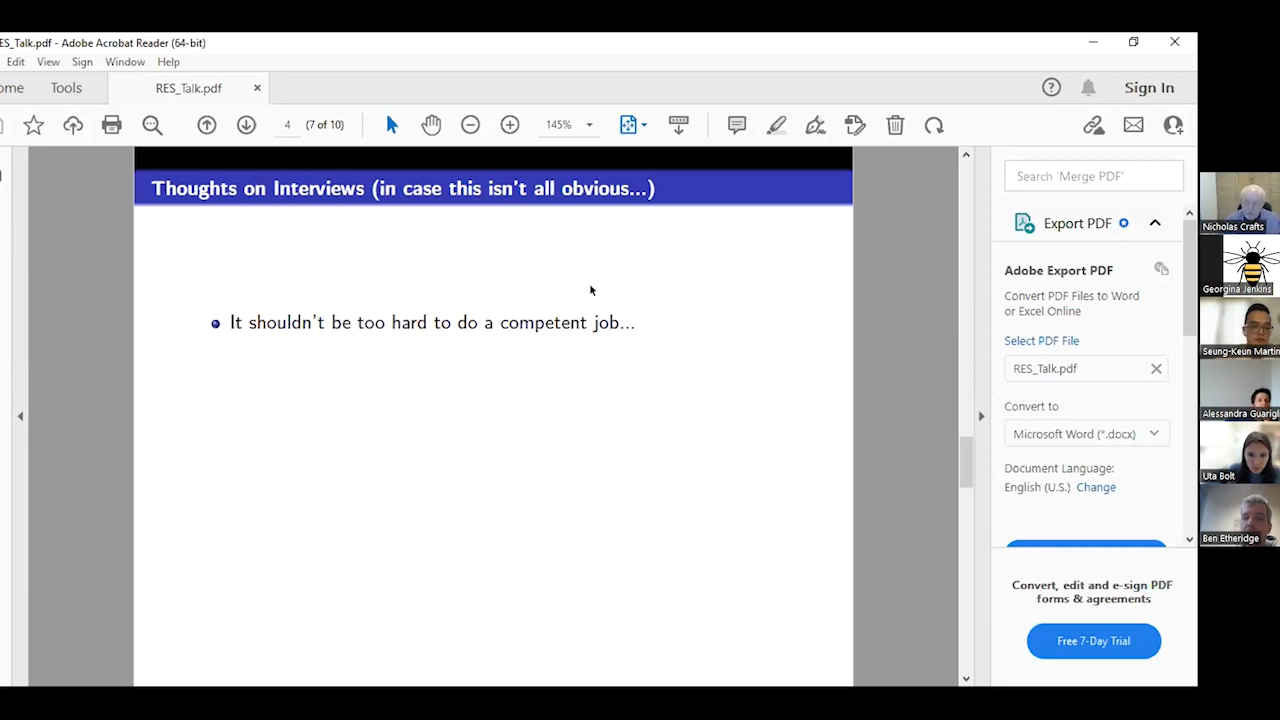 ES_Talk.pdf - Adobe Acrobat Reader (64-bit)
Edit View Sign Window Help
ome Tools RES_Talk.pdf × Sign In
4 (7 of 10) 145%
Thoughts on Interviews (in case this isn't all obvious...)
It shouldn't be too hard to do a competent job...
Search 'Merge PDF'
Export PDF
Adobe Export PDF
Convert PDF Files to Word
or Excel Online
Select PDF File
RES_Talk.pdf
Convert to
Microsoft Word (*.docx)
Document Language:
English (U.S.) Change
Convert, edit and e-sign PDF
forms & agreements
Free 7-Day Trial
Nicholas Crafts
Georgina Jenkins
Seung-Keun Martin
Alessandra Guarigl
Uta Bolt
Ben Etheridge